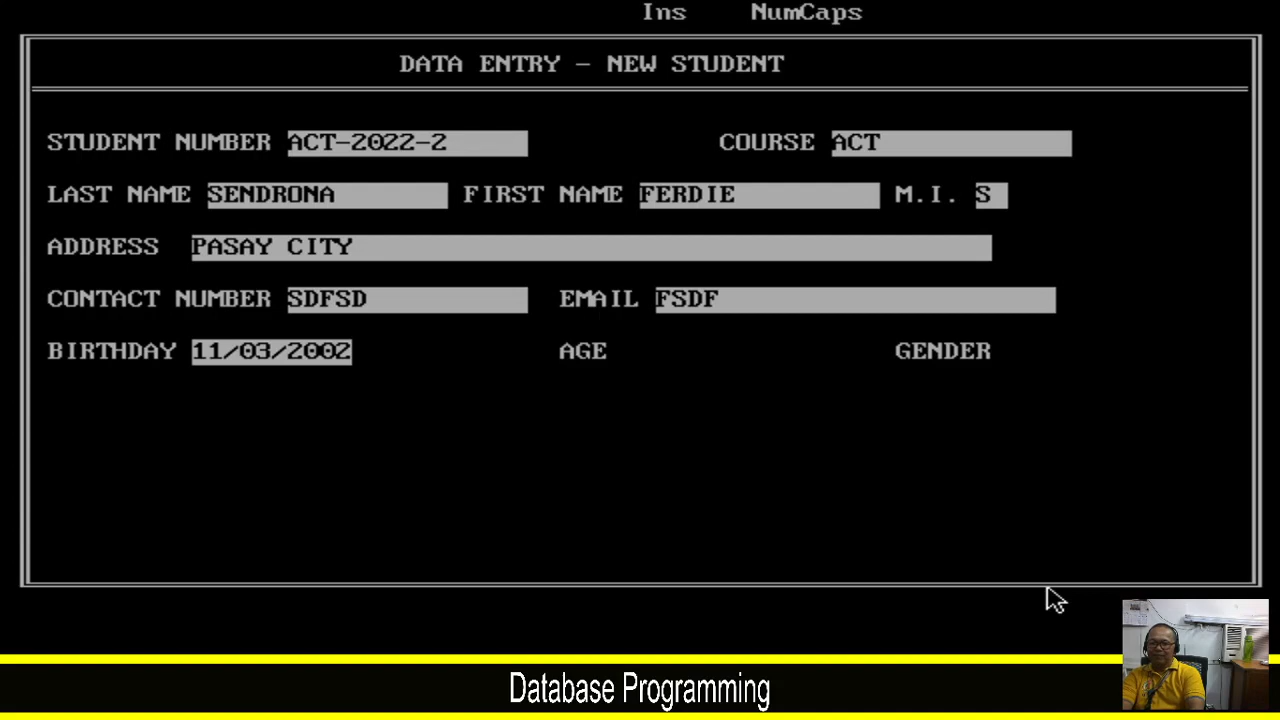 Ins NumCaps
DATA ENTRY - NEW STUDENT
STUDENT NUMBER ACT-2022-2 COURSE ACT
LAST NAME SENDRONA FIRST NAME FERDIE M.I. S
ADDRESS PASAY CITY
CONTACT NUMBER SDFSD EMAIL FSDF
BIRTHDAY 11/03/2002 AGE GENDER
Database Programming